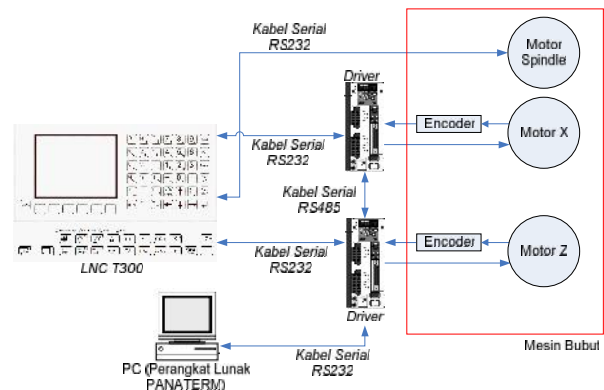 Kabel Serial
RS232
Motor
Spindle
Driver
Encoder
Motor X
Kabel Serial
RS232
Kabel Serial
RS485
LNC T300
Kabel Serial
RS232
Encoder
Motor Z
Driver
Mesin Bubut
PC (Perangkat Lunak
PANATERM)
Kabel Serial
RS232